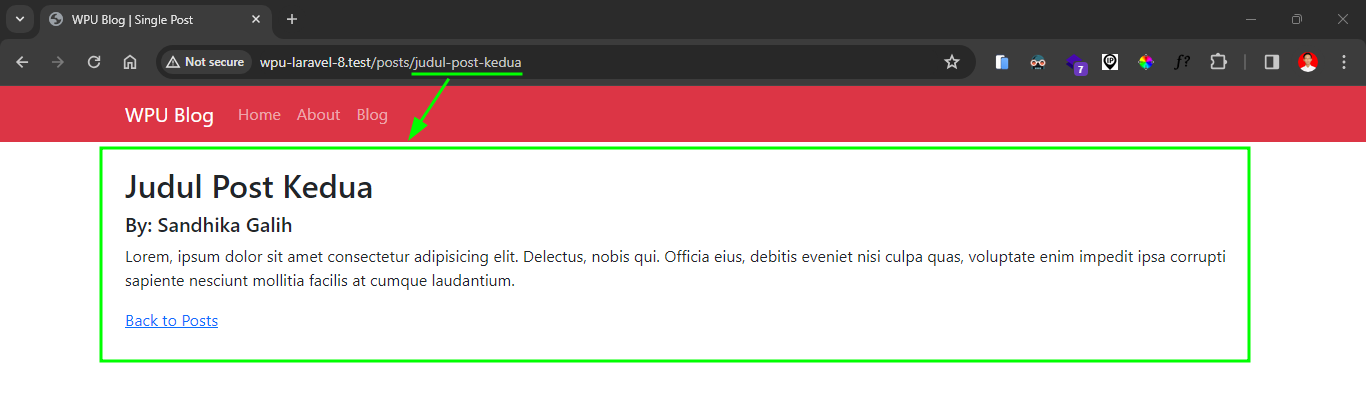 WPU Blog | Single Post
Not secure wpu-laravel-8.test/posts/judul-post-kedua
7
IP
f?
WPU Blog Home About Blog
Judul Post Kedua
By: Sandhika Galih
Lorem, ipsum dolor sit amet consectetur adipisicing elit. Delectus, nobis qui. Officia eius, debitis eveniet nisi culpa quas, voluptate enim impedit ipsa corrupti
sapiente nesciunt mollitia facilis at cumque laudantium.
Back to Posts